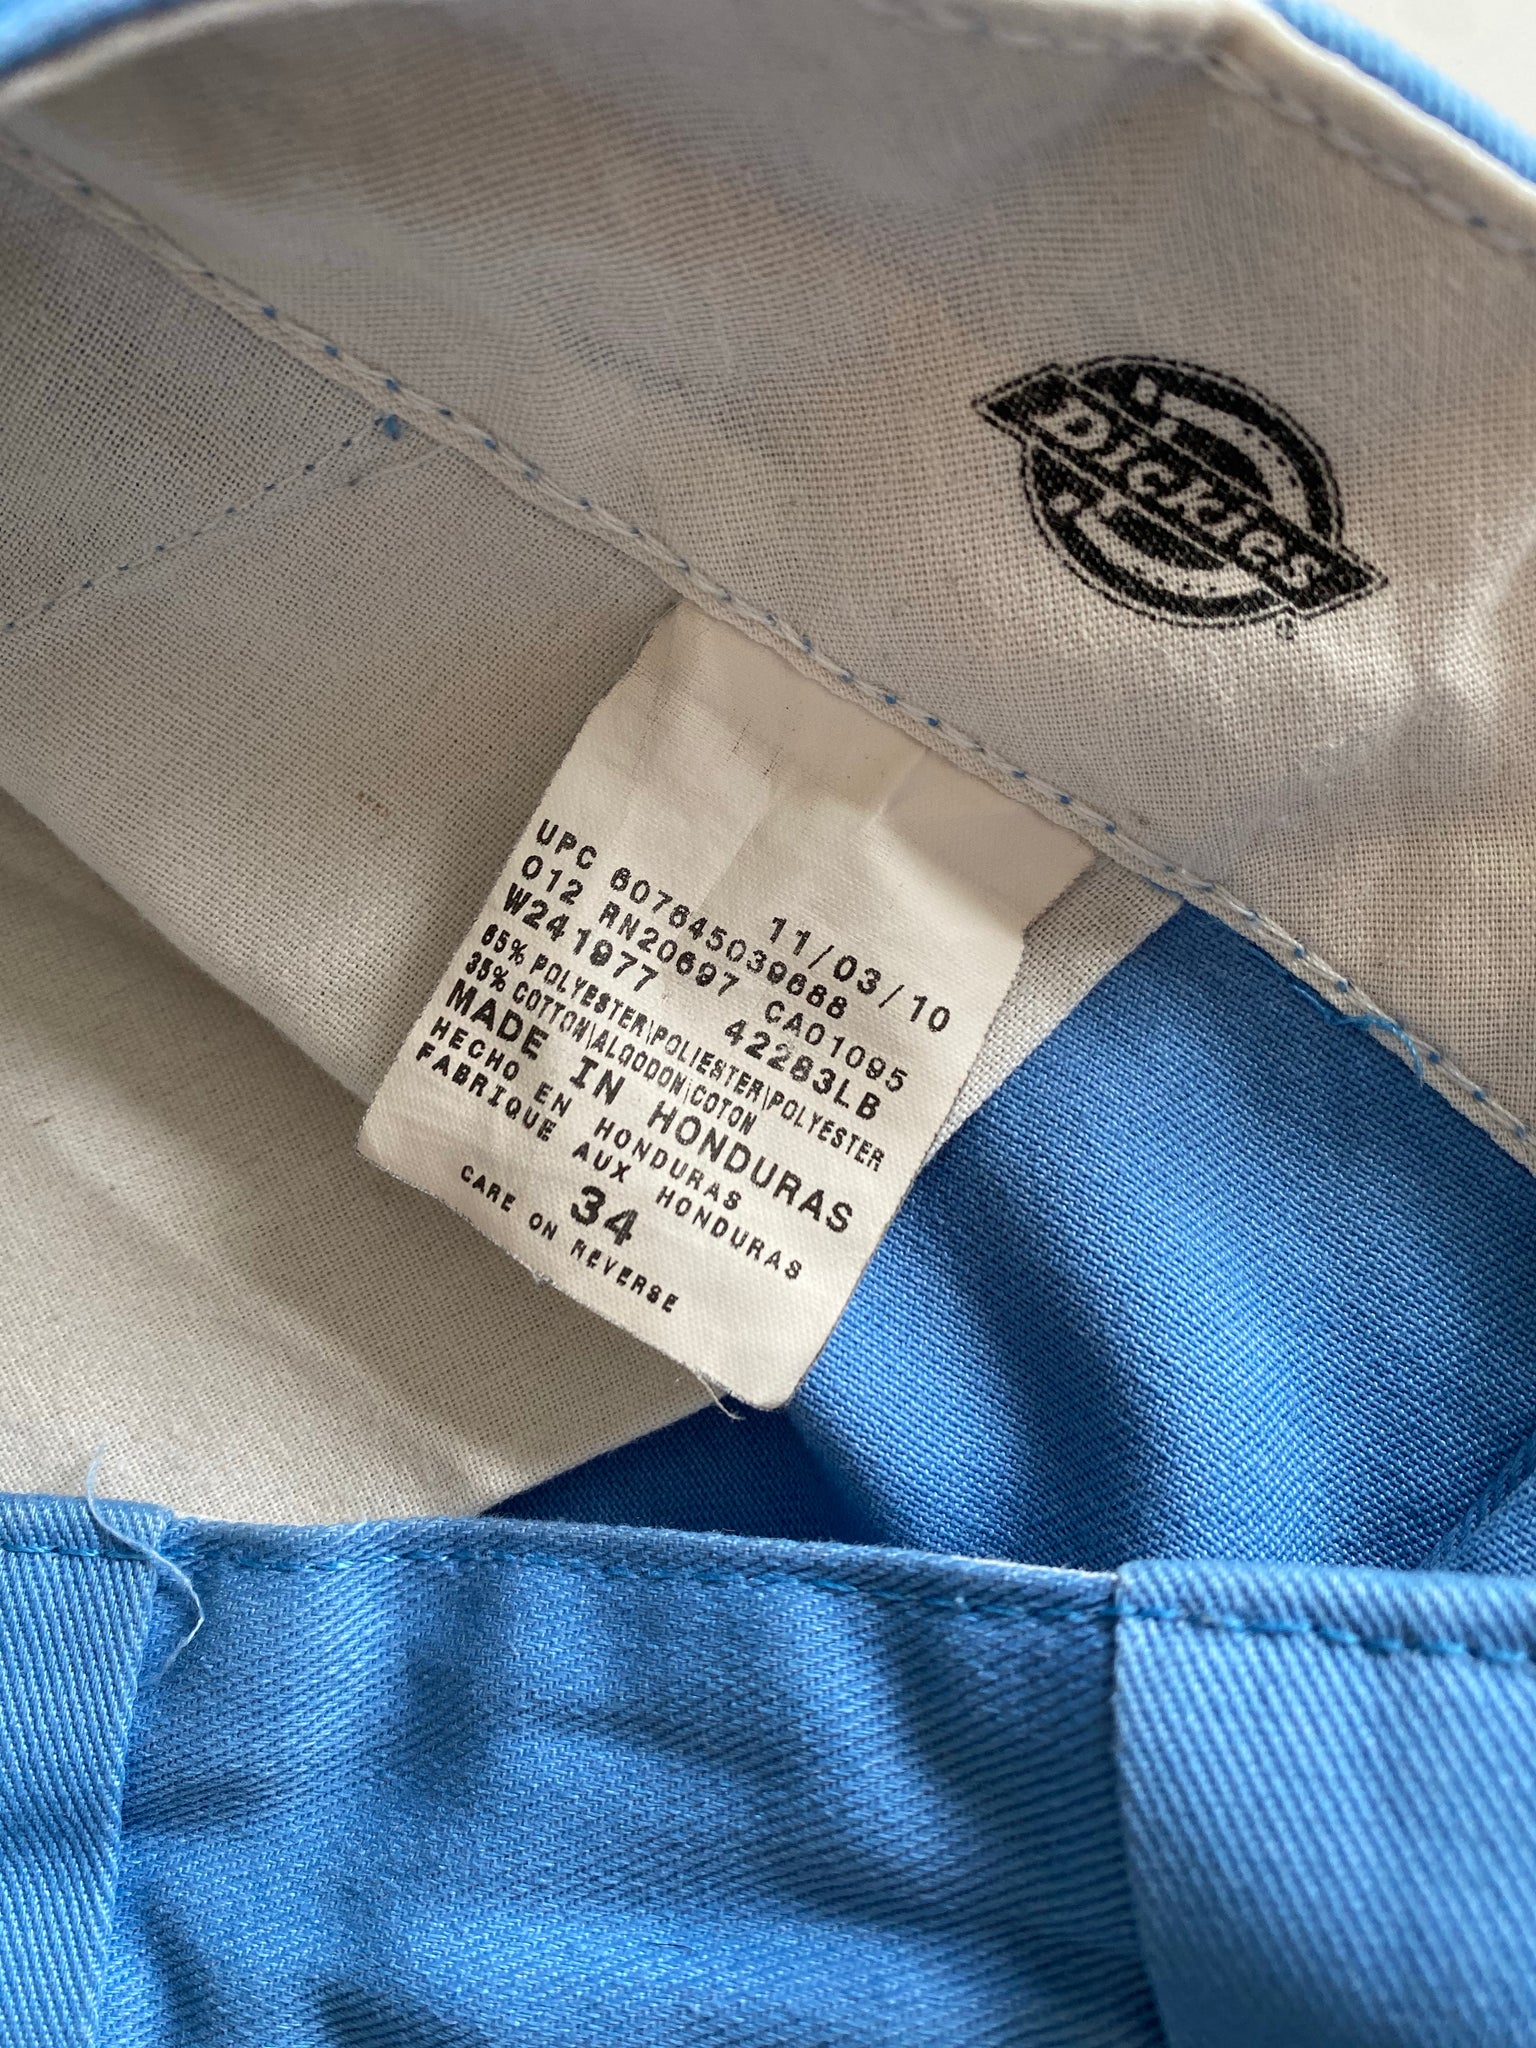 Dickies
®
11/03/10
UPC 607645039688
012 RN20697 CA01095
W241977 42283LB
65% POLYESTER\POLIESTER\POLYESTER
35% COTTON\ALGODON\COTON
MADE IN HONDURAS
HECHO EN HONDURAS
FABRIQUE AUX HONDURAS
34
CARE ON REVERSE